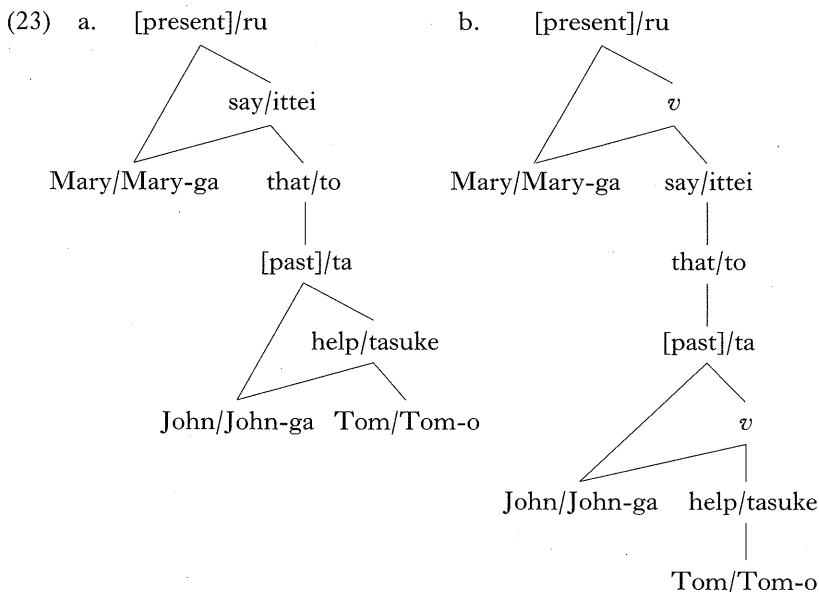 (23) a. [present]/ru b. [present]/ru
say/ittei v
Mary/Mary-ga that/to Mary/Mary-ga say/ittei
[past]/ta that/to
help/tasuke [past]/ta
John/John-ga Tom/Tom-o v
John/John-ga help/tasuke
Tom/Tom-o